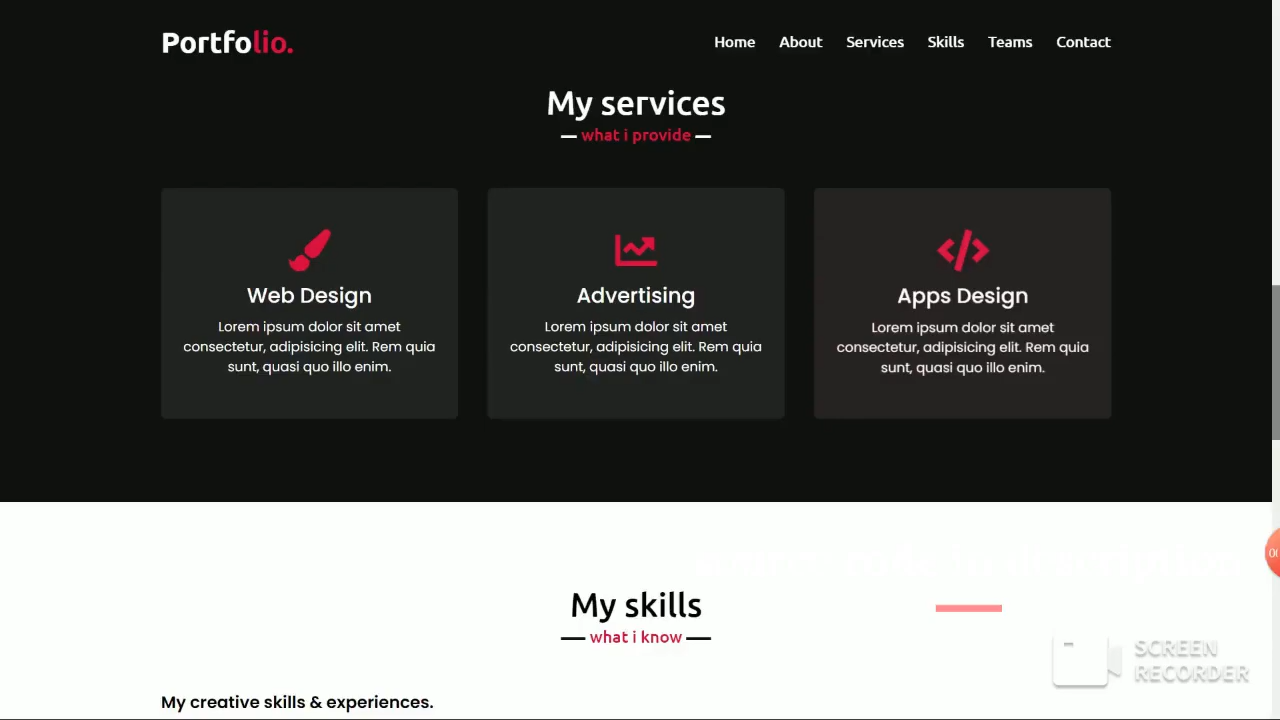 Portfolio.
Home About Services Skills Teams Contact
My services
what i provide
Web Design
Lorem ipsum dolor sit amet
consectetur, adipisicing elit. Rem quia
sunt, quasi quo illo enim.
Advertising
Lorem ipsum dolor sit amet
consectetur, adipisicing elit. Rem quia
sunt, quasi quo illo enim.
Apps Design
Lorem ipsum dolor sit amet
consectetur, adipisicing elit. Rem quia
sunt, quasi quo illo enim.
My skills
what i know
SCREEN
RECORDER
My creative skills & experiences.